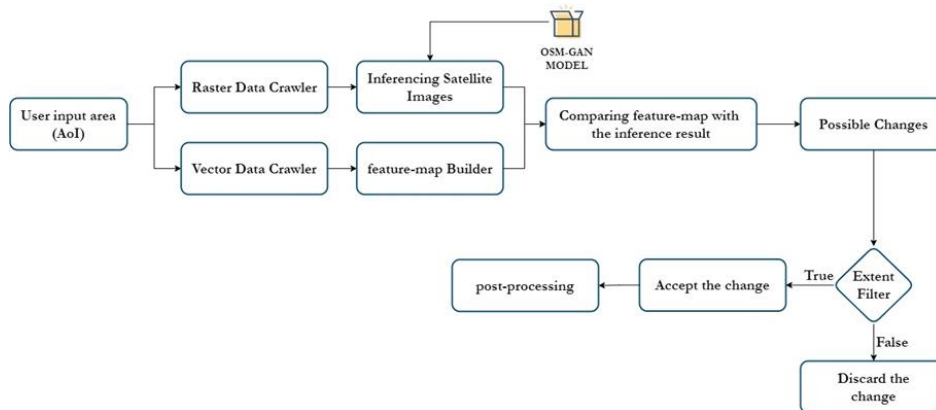 OSM-GAN
MODEL
Raster Data Crawler
Inferencing Satellite
Images
User input area
(AoI)
Comparing feature-map with
the inference result
Possible Changes
Vector Data Crawler
feature-map Builder
True
Extent
Filter
Accept the change
post-processing
False
Discard the
change